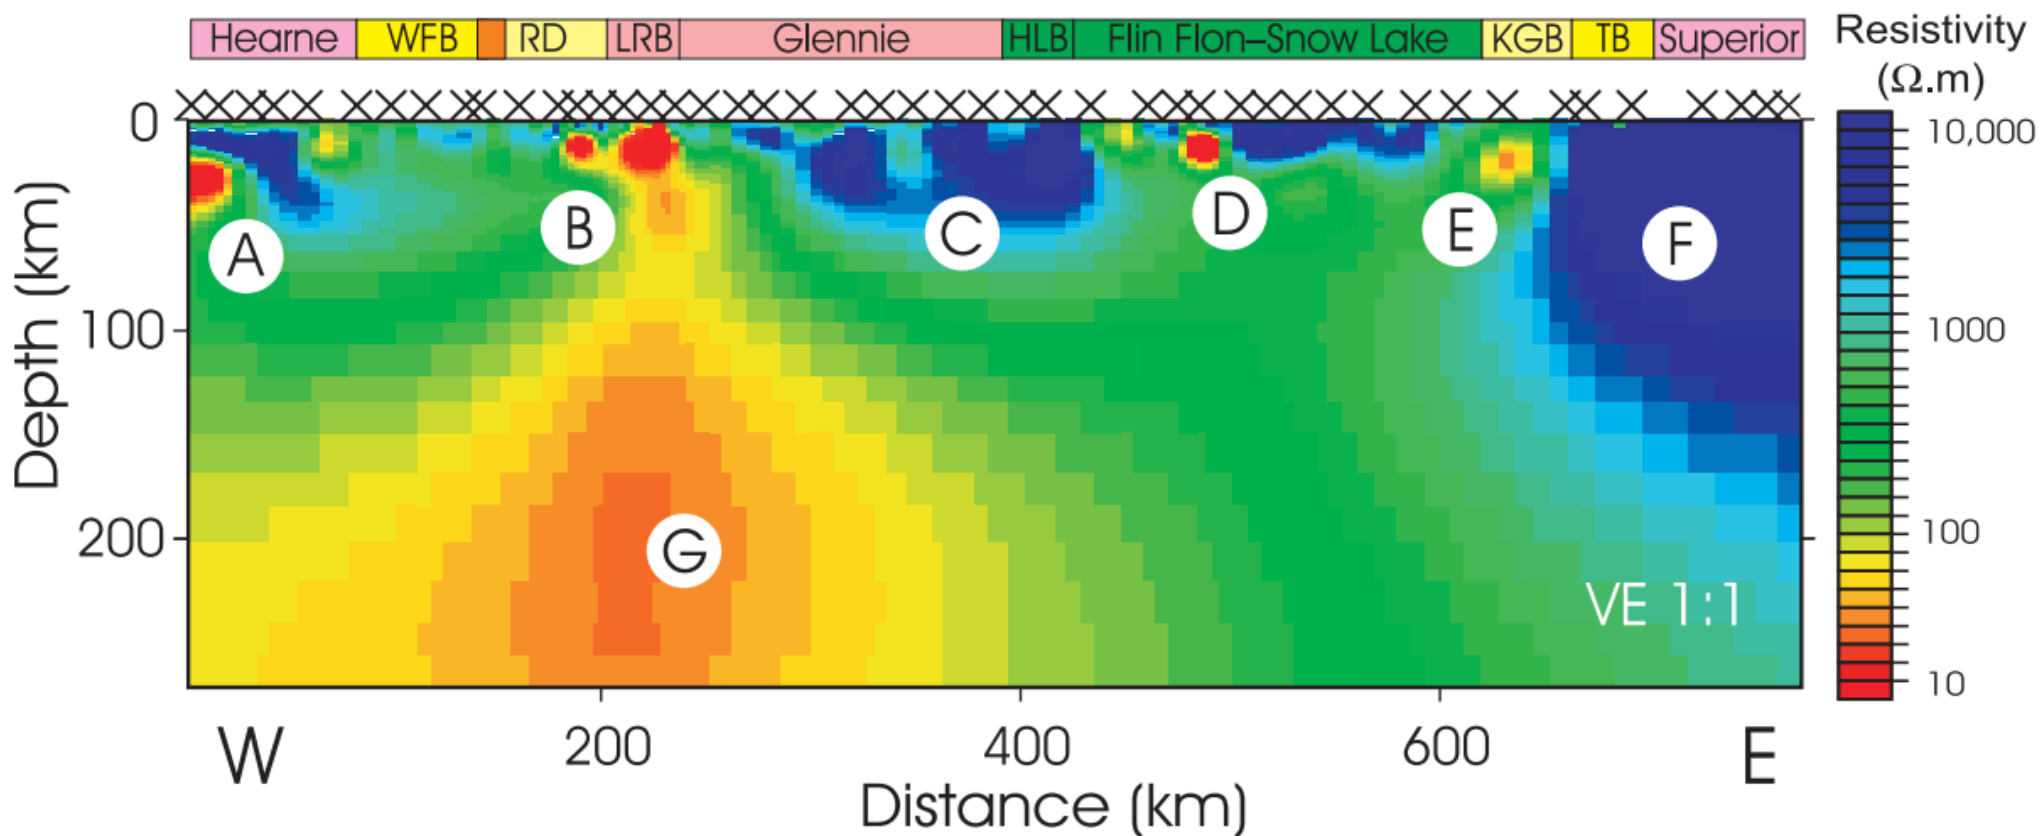 Hearne WFB RD LRB Glennie HLB Flin Flon–Snow Lake KGB TB Superior
Resistivity
(Ω.m)
0
100
200
Depth (km)
A
B
C
D
E
F
G
VE 1:1
10,000
1000
100
10
W
200
400
600
E
Distance (km)